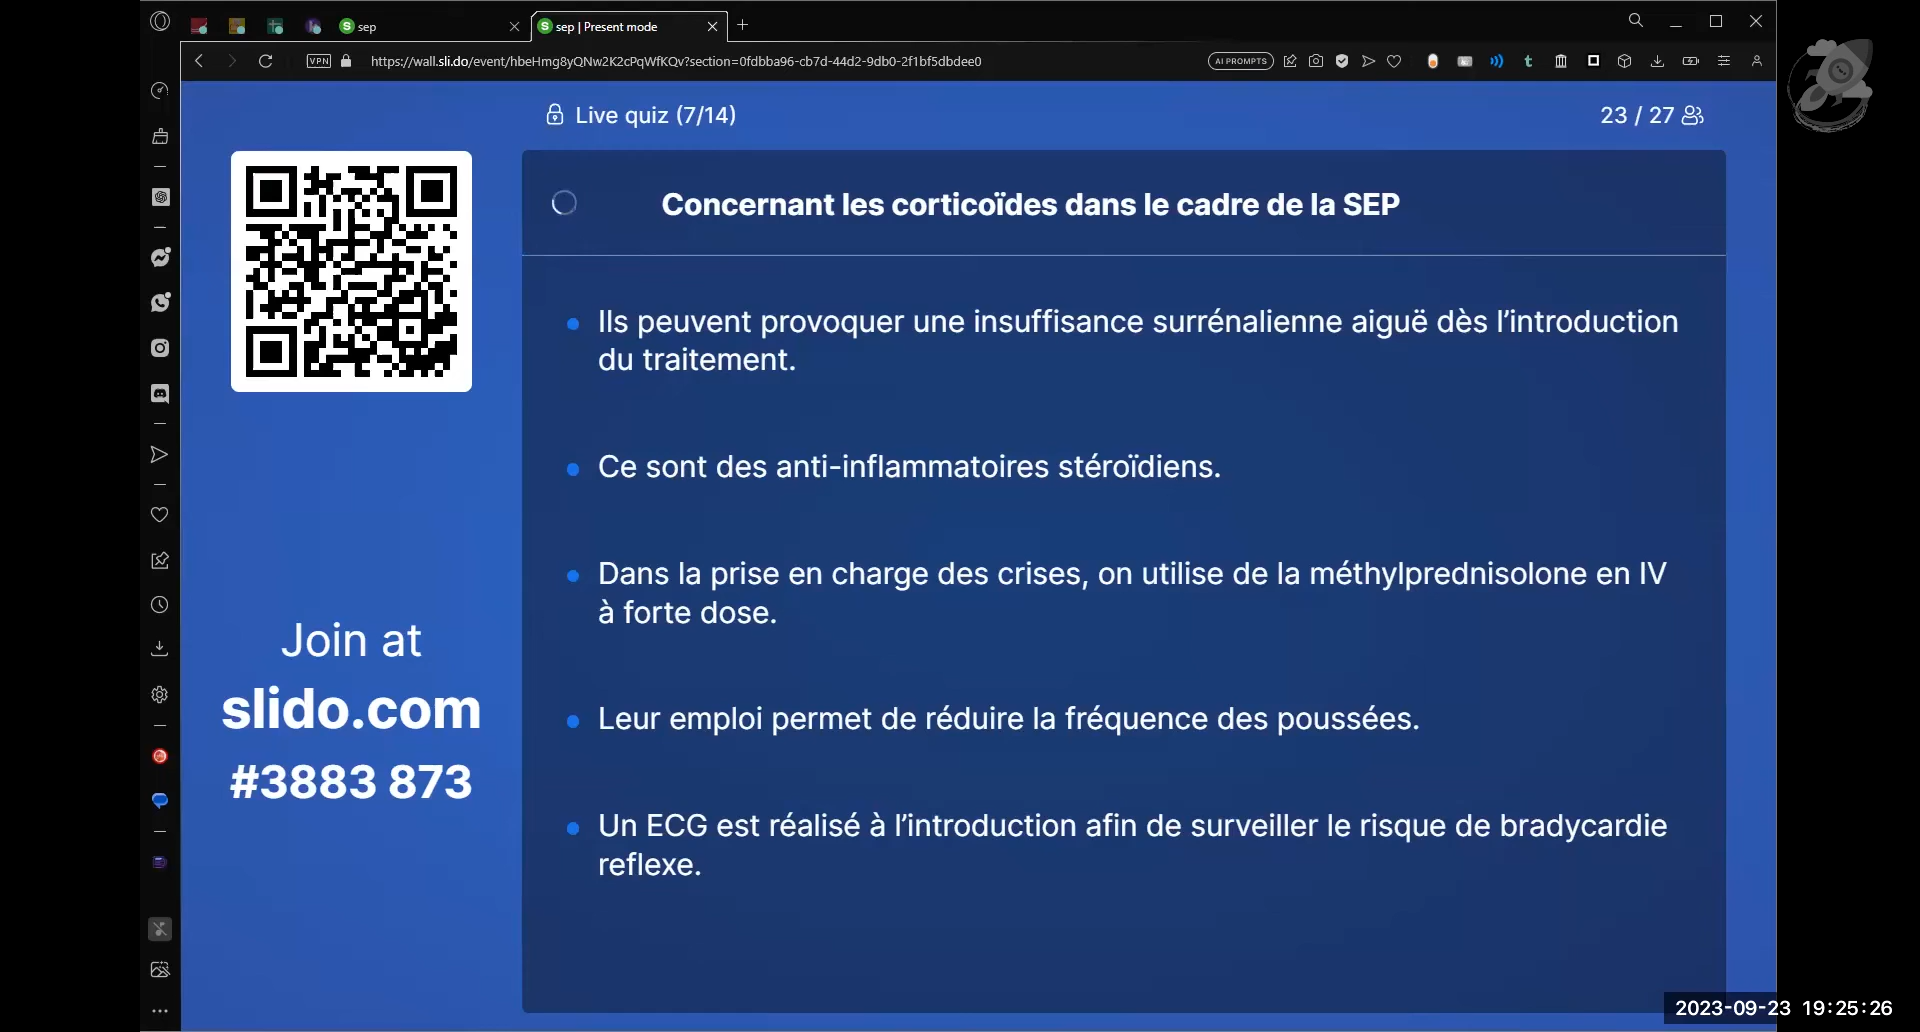 sep
sep | Present mode
VPN
https://wall.sli.do/event/hbeHmg8yQNw2K2cPqWfKQv?section=0fdbba96-cb7d-44d2-9db0-2f1bf5dbdee0
AI PROMPTS
Live quiz (7/14)
23 / 27
Concernant les corticoïdes dans le cadre de la SEP
Ils peuvent provoquer une insuffisance surrénalienne aiguë dès l’introduction
du traitement.
Ce sont des anti-inflammatoires stéroïdiens.
Dans la prise en charge des crises, on utilise de la méthylprednisolone en IV
à forte dose.
Leur emploi permet de réduire la fréquence des poussées.
Un ECG est réalisé à l’introduction afin de surveiller le risque de bradycardie
reflexe.
Join at
slido.com
#3883 873
2023-09-23 19:25:26